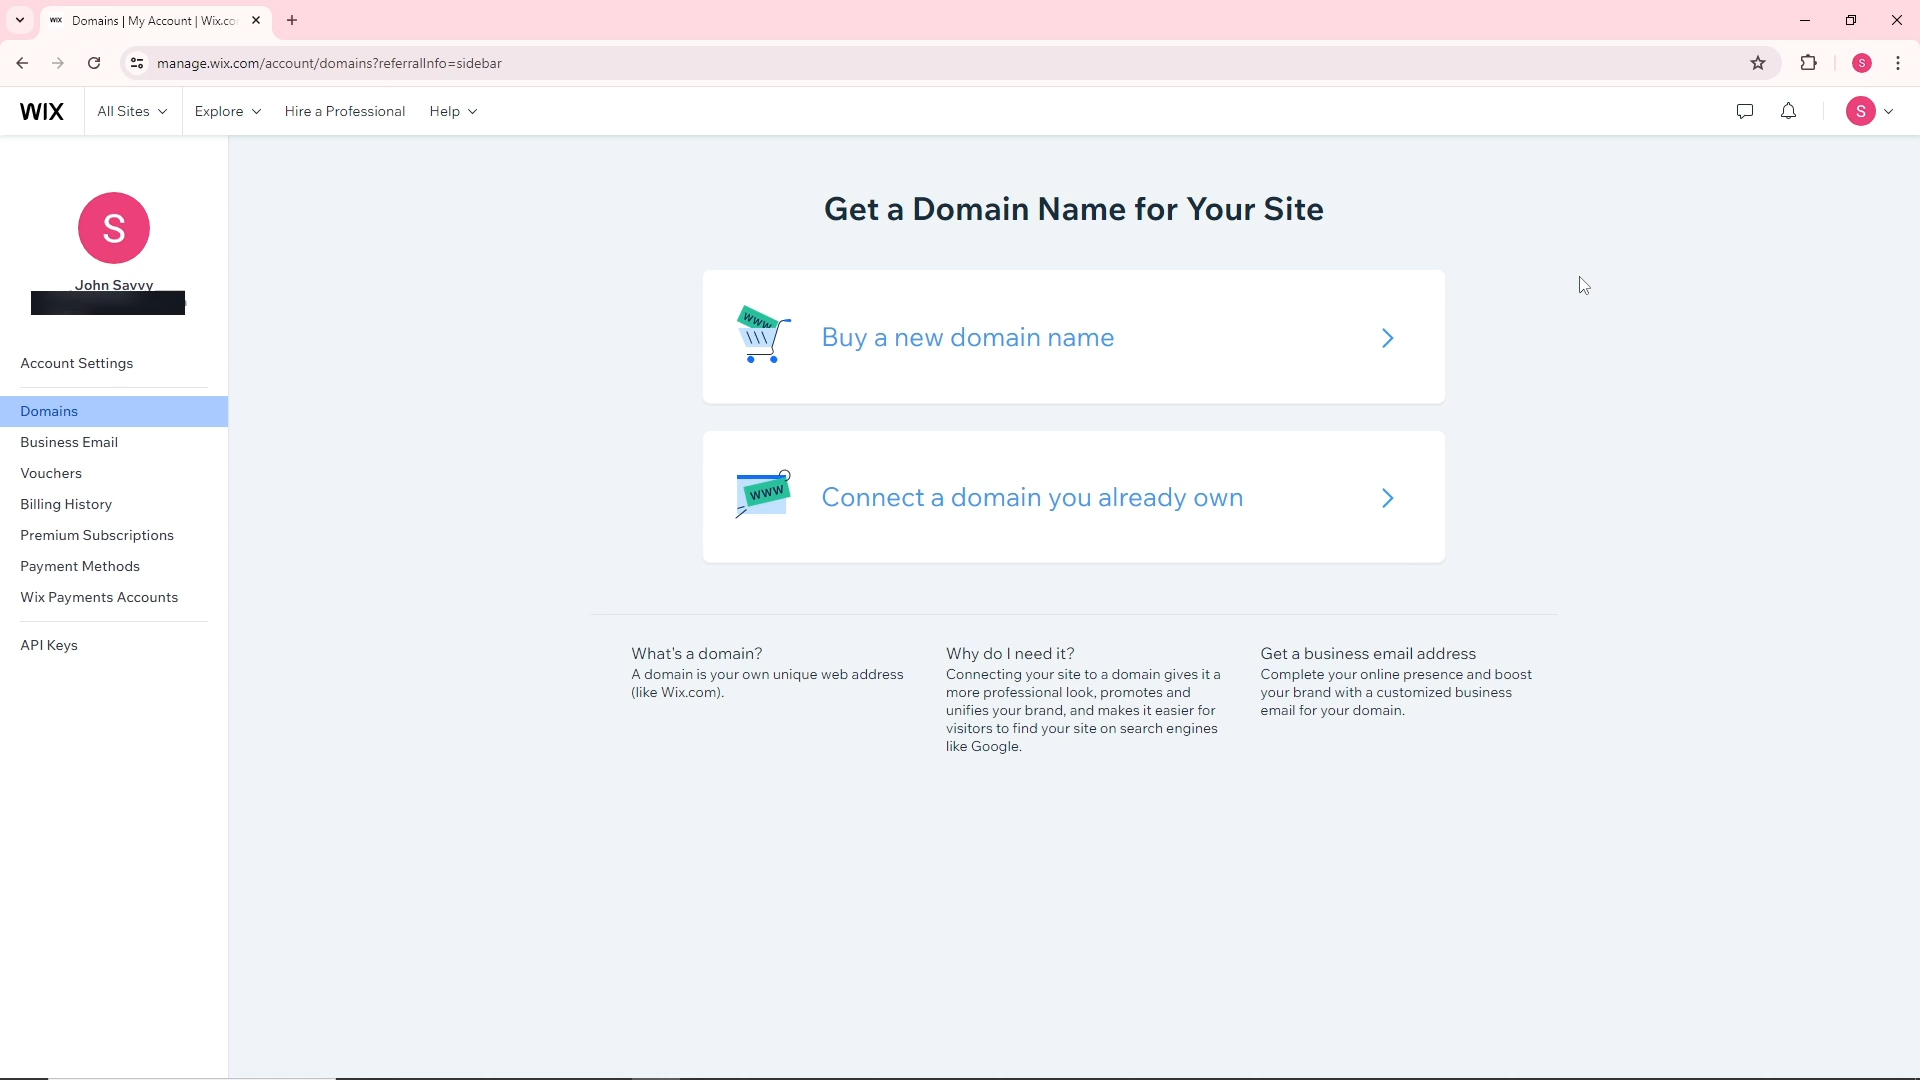 Domains | My Account | Wix.co
manage.wix.com/account/domains?referralInfo=sidebar
S
WIX
All Sites
Explore
Hire a Professional
Help
S
S
John Savvy
Account Settings
Domains
Business Email
Vouchers
Billing History
Premium Subscriptions
Payment Methods
Wix Payments Accounts
API Keys
Get a Domain Name for Your Site
www
Buy a new domain name
www
Connect a domain you already own
What's a domain?
A domain is your own unique web address
(like Wix.com).
Why do I need it?
Connecting your site to a domain gives it a
more professional look, promotes and
unifies your brand, and makes it easier for
visitors to find your site on search engines
like Google.
Get a business email address
Complete your online presence and boost
your brand with a customized business
email for your domain.